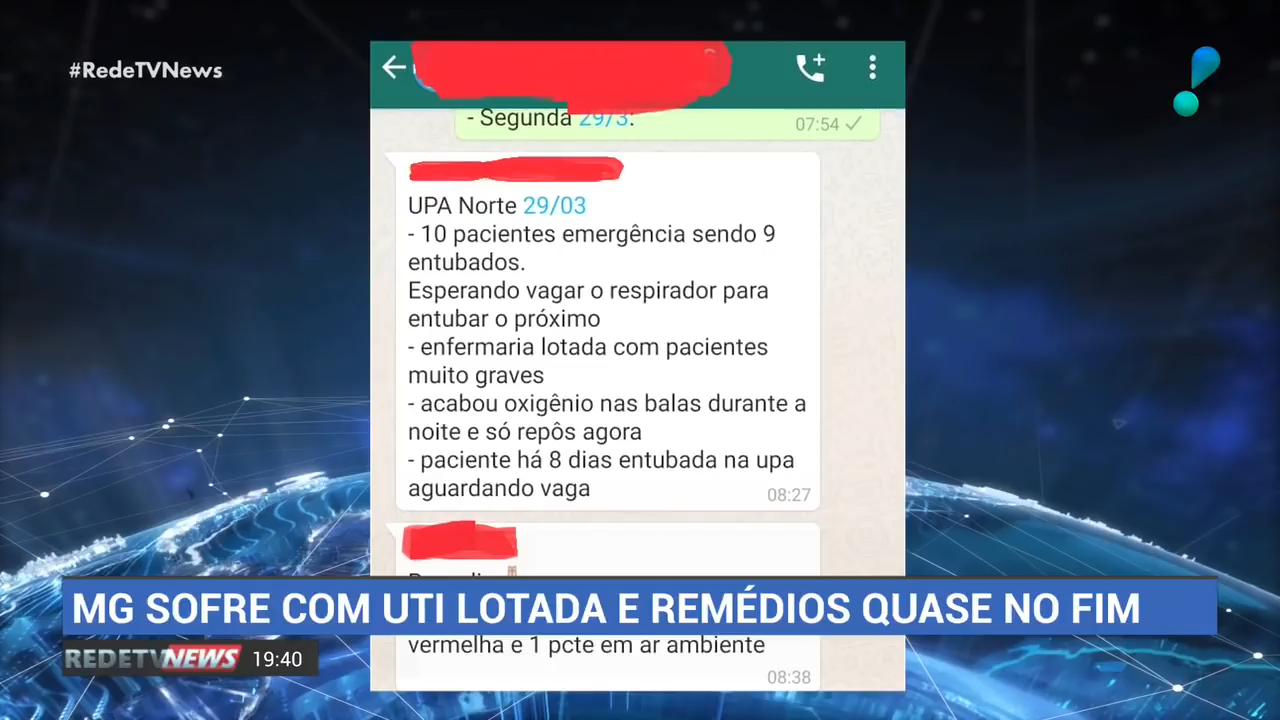 #RedeTVNews
- Segunda 29/3:
07:54
UPA Norte 29/03
- 10 pacientes emergência sendo 9
entubados.
Esperando vagar o respirador para
entubar o próximo
- enfermaria lotada com pacientes
muito graves
- acabou oxigênio nas balas durante a
noite e só repôs agora
- paciente há 8 dias entubada na upa
aguardando vaga
08:27
MG SOFRE COM UTI LOTADA E REMÉDIOS QUASE NO FIM
vermelha e 1 pcte em ar ambiente
REDETVNEWS 19:40
08:38